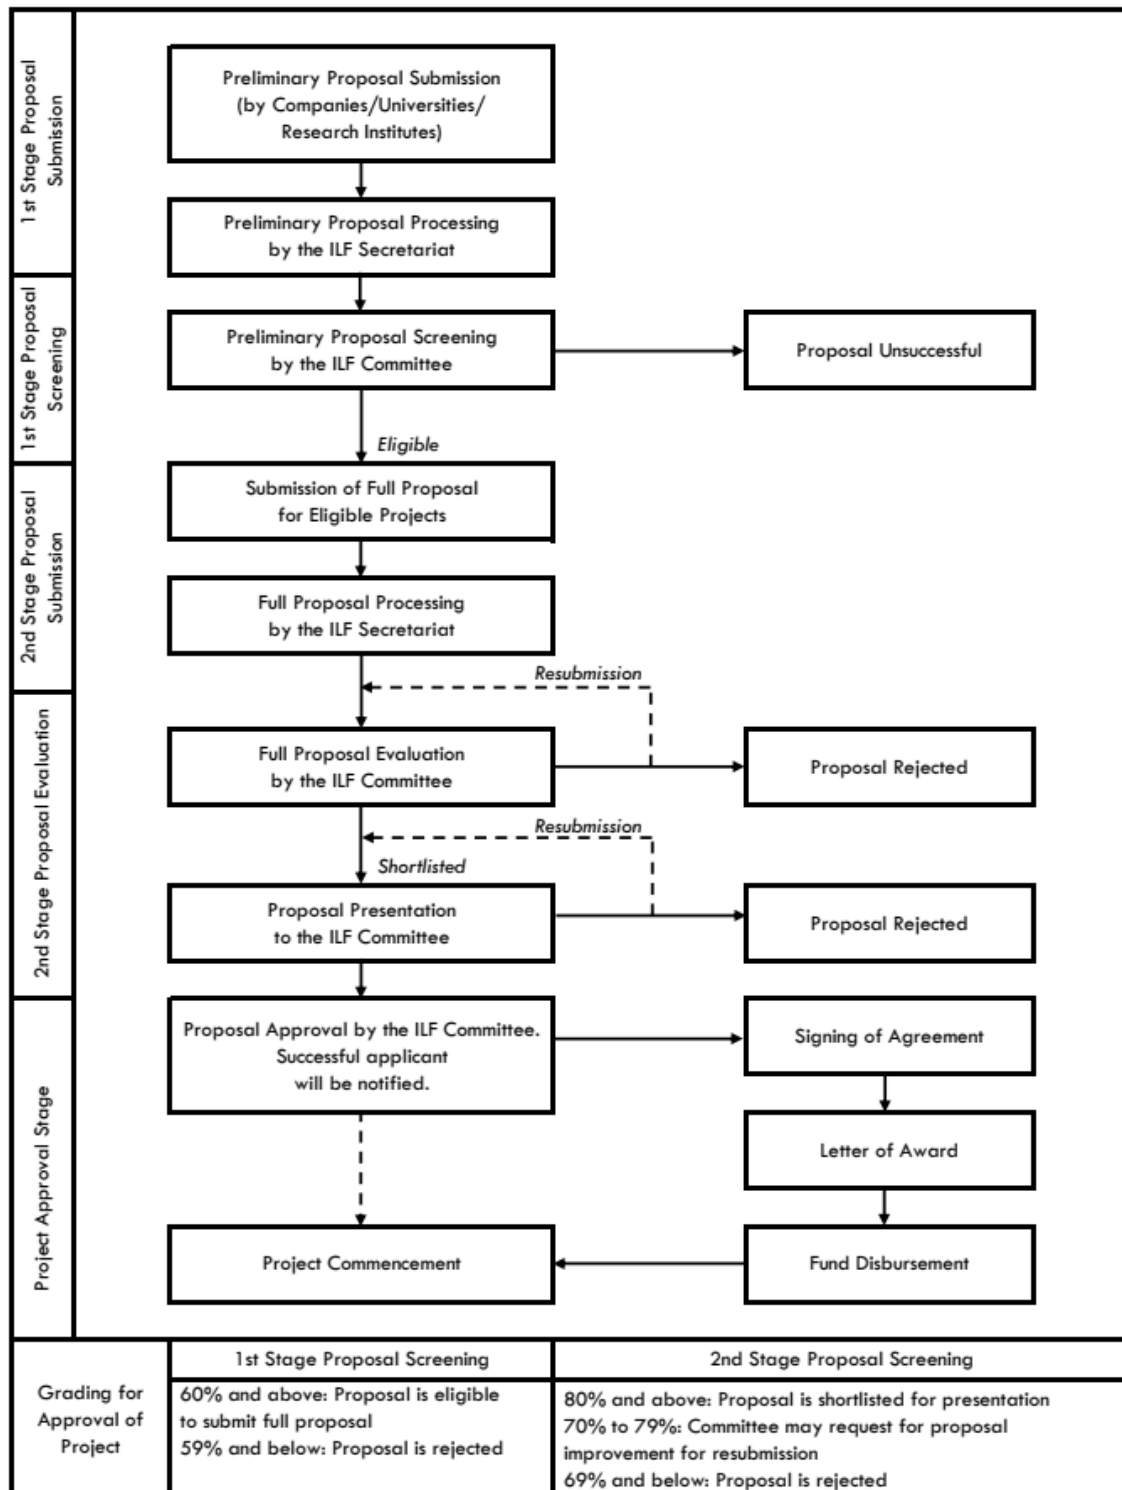 1st Stage Proposal
Submission
Preliminary Proposal Submission
(by Companies/Universities/
Research Institutes)
Preliminary Proposal Processing
by the ILF Secretariat
1st Stage Proposal
Screening
Preliminary Proposal Screening
by the ILF Committee
Proposal Unsuccessful
Eligible
2nd Stage Proposal
Submission
Submission of Full Proposal
for Eligible Projects
Full Proposal Processing
by the ILF Secretariat
2nd Stage Proposal Evaluation
Resubmission
Full Proposal Evaluation
by the ILF Committee
Proposal Rejected
Resubmission
Shortlisted
Proposal Presentation
to the ILF Committee
Proposal Rejected
Project Approval Stage
Proposal Approval by the ILF Committee.
Successful applicant
will be notified.
Signing of Agreement
Letter of Award
Project Commencement
Fund Disbursement
Grading for
Approval of
Project
1st Stage Proposal Screening
60% and above: Proposal is eligible
to submit full proposal
59% and below: Proposal is rejected
2nd Stage Proposal Screening
80% and above: Proposal is shortlisted for presentation
70% to 79%: Committee may request for proposal
improvement for resubmission
69% and below: Proposal is rejected